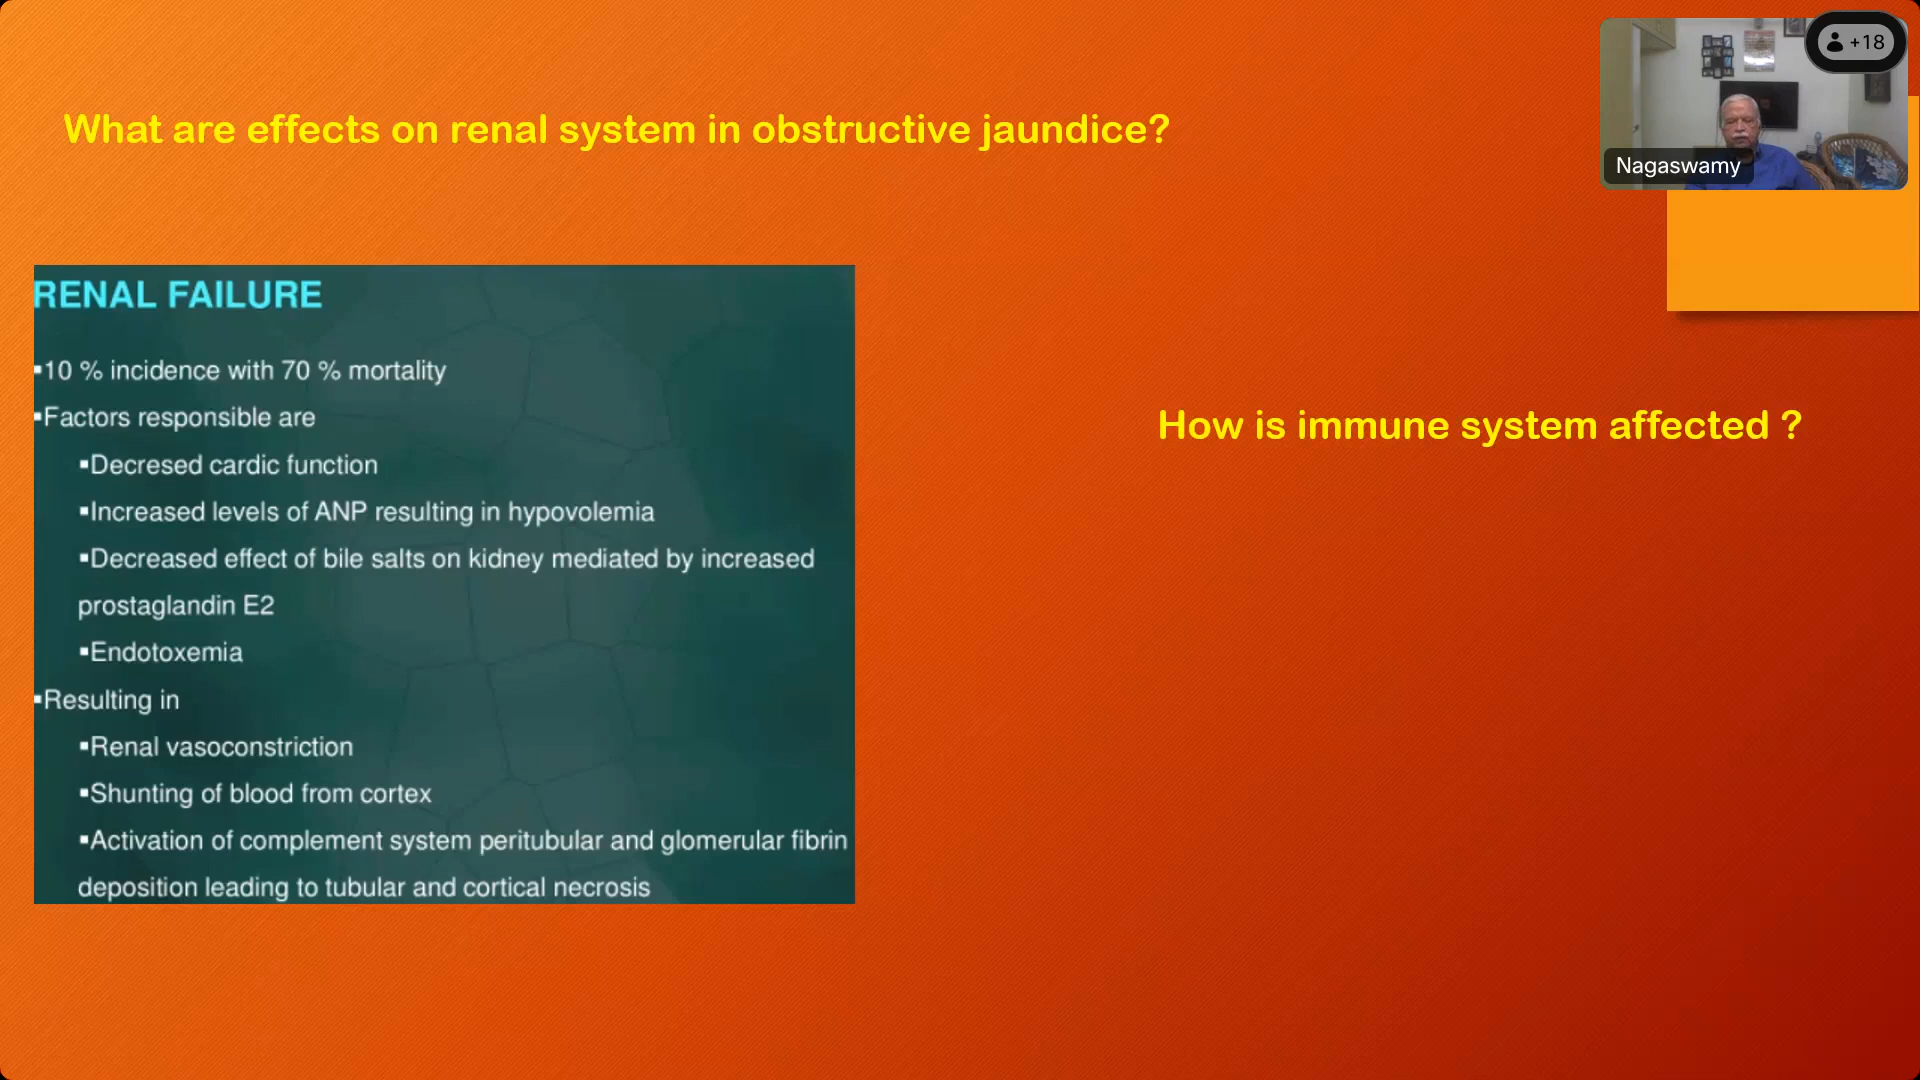 What are effects on renal system in obstructive jaundice?
+18
Nagaswamy
RENAL FAILURE
▪10 % incidence with 70 % mortality
▪Factors responsible are
▪Decresed cardic function
▪Increased levels of ANP resulting in hypovolemia
▪Decreased effect of bile salts on kidney mediated by increased
prostaglandin E2
▪Endotoxemia
▪Resulting in
▪Renal vasoconstriction
▪Shunting of blood from cortex
▪Activation of complement system peritubular and glomerular fibrin
deposition leading to tubular and cortical necrosis
How is immune system affected ?